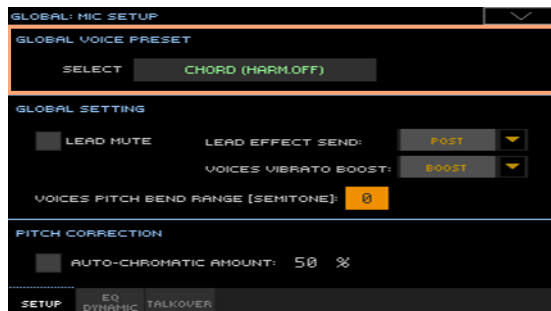 GLOBAL: MIC SETUP
GLOBAL VOICE PRESET
SELECT CHORD (HARM.OFF)
GLOBAL SETTING
LEAD MUTE LEAD EFFECT SEND: POST
VOICES VIBRATO BOOST: BOOST
VOICES PITCH BEND RANGE [SEMITONE]: 0
PITCH CORRECTION
AUTO-CHROMATIC AMOUNT: 50 %
SETUP EQ DYNAMIC TALKOVER